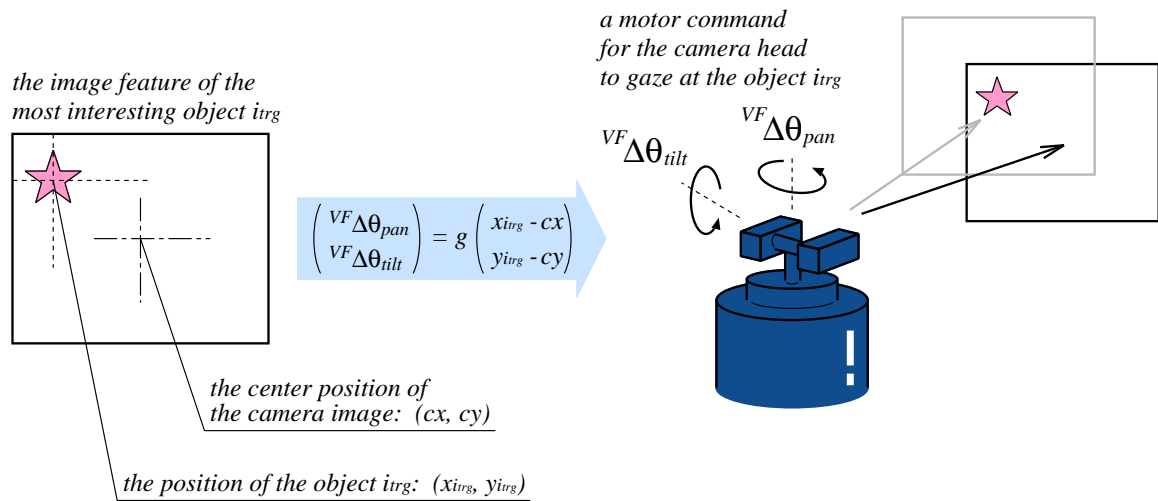 the image feature of the
most interesting object itrg
(VFΔθpan) = g (xitrg - cx)
(VFΔθtilt) (yitrg - cy)
the center position of
the camera image: (cx, cy)
the position of the object itrg: (xitrg, yitrg)
a motor command
for the camera head
to gaze at the object itrg
VFΔθpan
VFΔθtilt
!